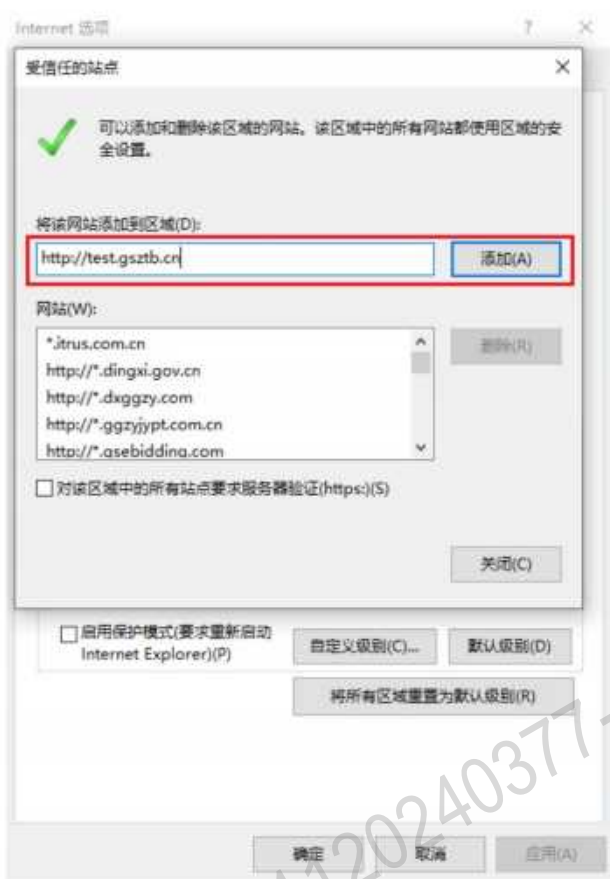 Internet 选项
受信任的站点
可以添加和删除该区域的网站。该区域中的所有网站都使用区域的安
全设置。
将该网站添加到区域(D):
http://test.gsztb.cn
添加(A)
网站(W):
*.itrus.com.cn
http://*.dingxi.gov.cn
http://*.dxggzy.com
http://*.ggzyjypt.com.cn
http://*.gsebidding.com
删除(R)
对该区域中的所有站点要求服务器验证(https:)(S)
关闭(C)
启用保护模式(要求重新启动
Internet Explorer)(P)
自定义级别(C)...
默认级别(D)
将所有区域重置为默认级别(R)
确定
取消
应用(A)